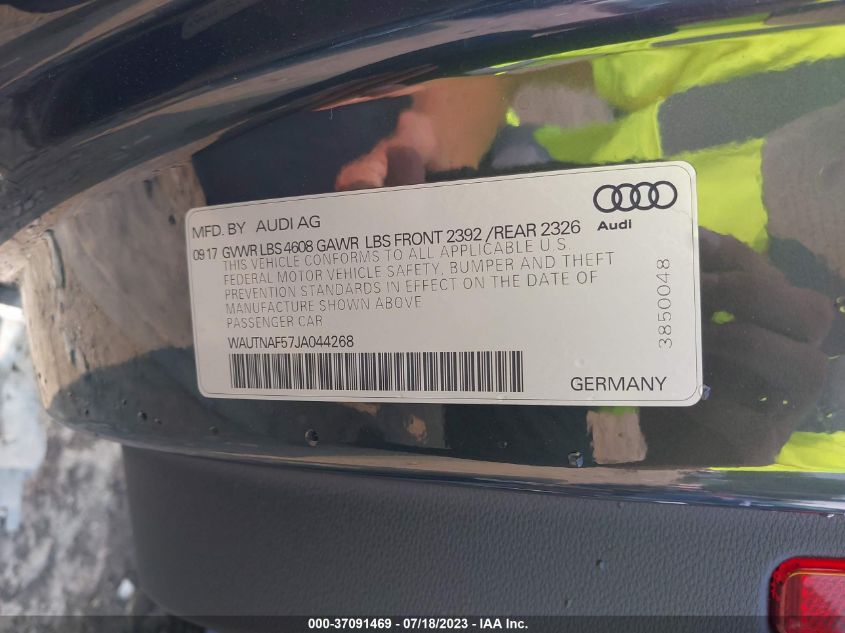 MFD. BY AUDI AG
Audi
09 17 GVWR LBS 4608 GAWR LBS FRONT 2392 /REAR 2326
THIS VEHICLE CONFORMS TO ALL APPLICABLE U.S.
FEDERAL MOTOR VEHICLE SAFETY, BUMPER AND THEFT
PREVENTION STANDARDS IN EFFECT ON THE DATE OF
MANUFACTURE SHOWN ABOVE
PASSENGER CAR
WAUTNAF57JA044268
GERMANY
3850048
000-37091469 - 07/18/2023 - IAA Inc.